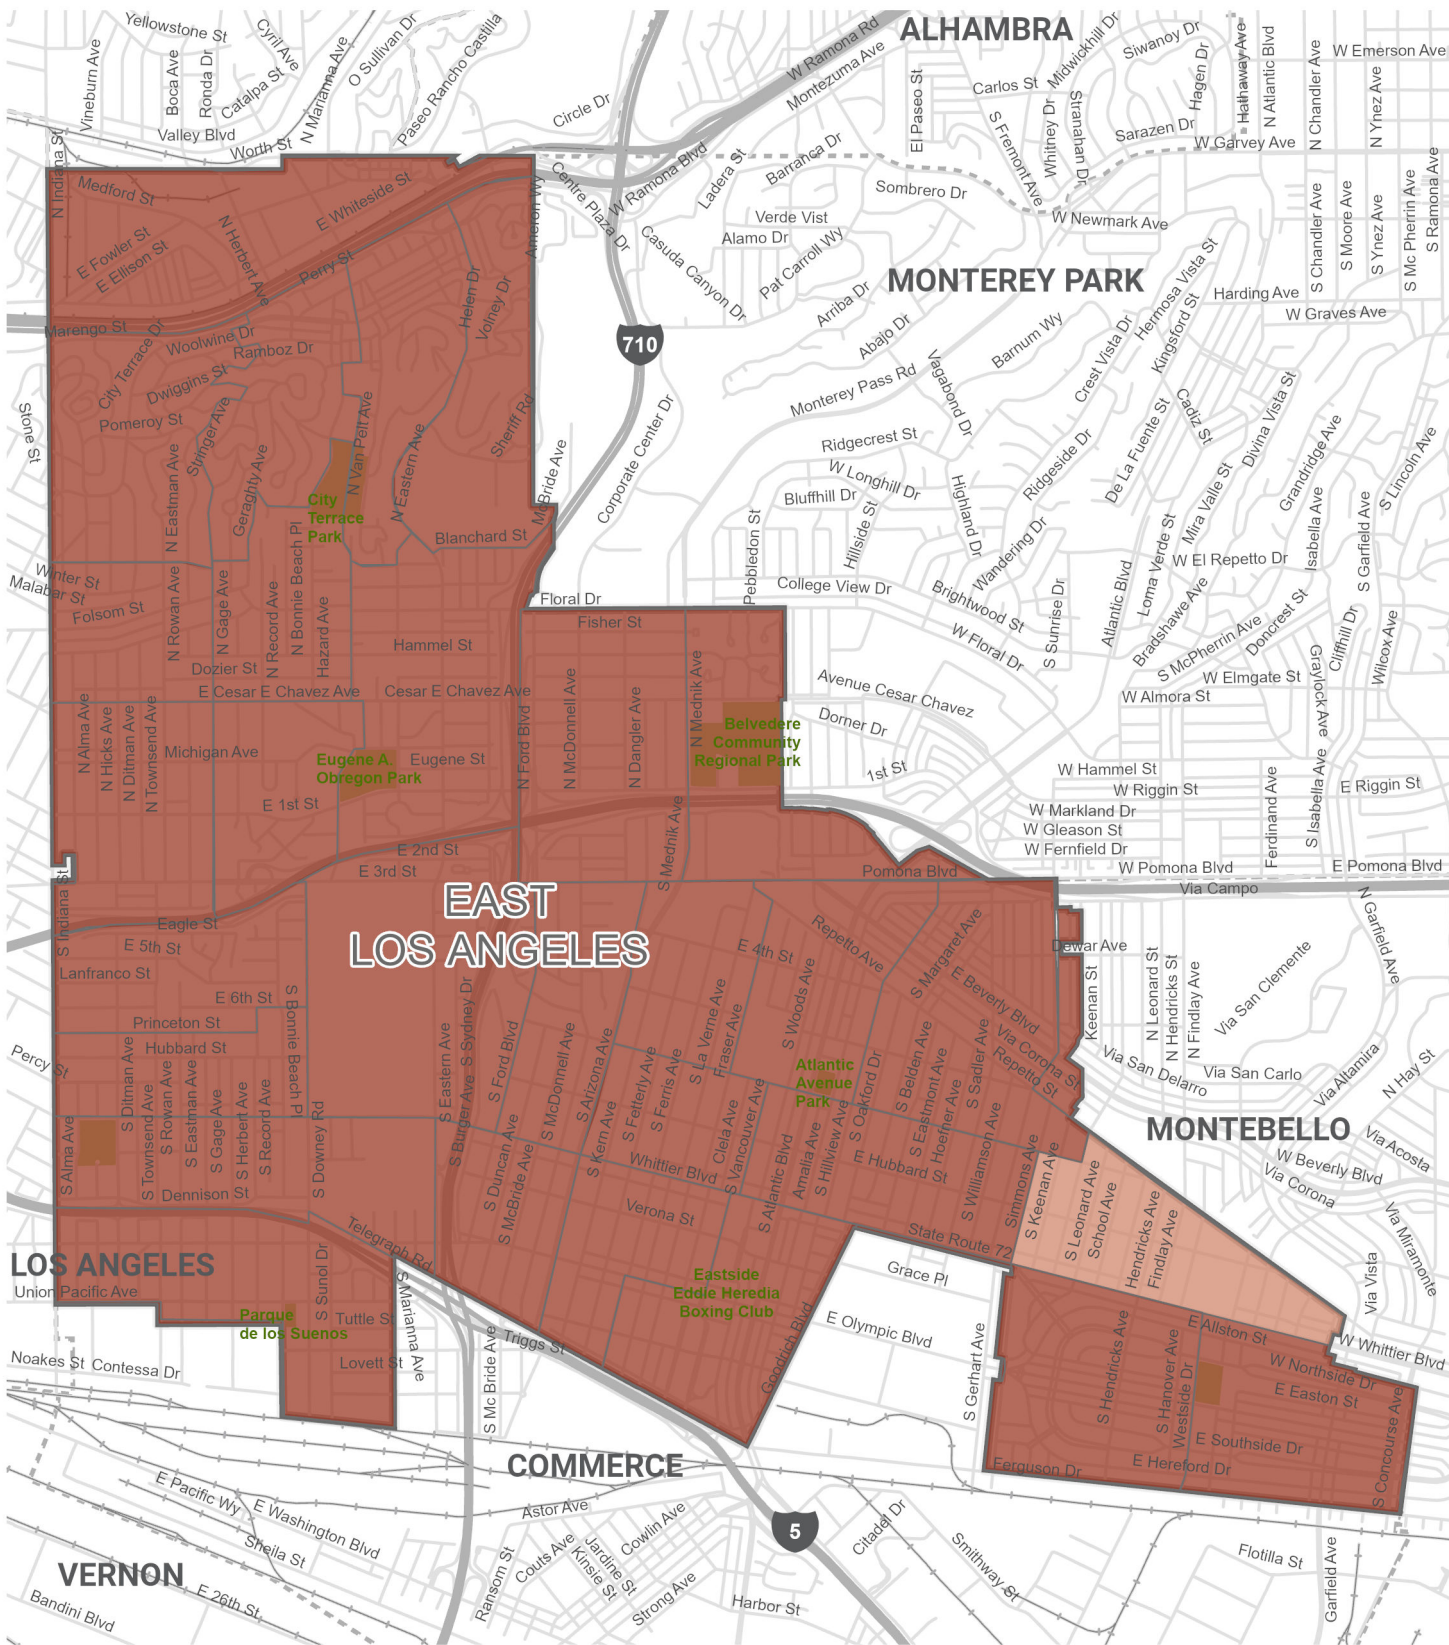 Yellowstone St
Cyril Ave
O Sullivan Dr
Paseo Rancho Castilla
W Ramona Rd
ALHAMBRA
Midwickhill Dr
Siwanoy Dr
Hathaway Ave
N Atlantic Blvd
W Emerson Ave
Vineburn Ave
Boca Ave
Ronda Dr
Catalpa St
N Marianna Ave
Montezuma Ave
Carlos St
Hagen Dr
N Chandler Ave
N Ynez Ave
Circle Dr
El Paseo St
S Fremont Ave
Whitney Dr
Stranahan Dr
Sarazen Dr
W Garvey Ave
Valley Blvd
Worth St
N Indiana St
Medford St
E Whiteside St
Centre Plaza Dr
W Ramona Blvd
Ladera St
Barranca Dr
Sombrero Dr
W Newmark Ave
S Chandler Ave
S Moore Ave
S Ynez Ave
S Mc Pherrin Ave
S Ramona Ave
E Fowler St
E Ellison St
N Herbert Ave
Perry St
Ameron Wy
Verde Vist
Alamo Dr
Casuda Canyon Dr
Pat Carroll Wy
MONTEREY PARK
Hermosa Vista St
Harding Ave
W Graves Ave
Helen Dr
Volney Dr
Arriba Dr
Abajo Dr
Barnum Wy
Crest Vista Dr
Kingsford St
Marengo St
City Terrace Dr
Woolwine Dr
Ramboz Dr
710
Vagabond Dr
Monterey Pass Rd
Dwiggins St
Pomeroy St
Stone St
Stringer Ave
N Van Pelt Ave
Sheriff Rd
Corporate Center Dr
Ridgecrest St
De La Fuente St
Cadiz St
Divina Vista St
Grandridge Ave
S Lincoln Ave
N Eastman Ave
Geraghty Ave
N Eastern Ave
McBride Ave
W Longhill Dr
Bluffhill Dr
Highland Dr
Ridgeside Dr
City
Terrace
Park
Mira Valle St
Isabella Ave
S Garfield Ave
Blanchard St
Pebbledon St
Hillside St
Wandering Dr
Loma Verde St
W El Repetto Dr
Winter St
Malabar St
Folsom St
N Rowan Ave
N Gage Ave
N Record Ave
N Bonnie Beach Pl
Hazard Ave
Floral Dr
College View Dr
Brightwood St
S Sunrise Dr
Atlantic Blvd
Bradshawe Ave
S McPherrin Ave
Doncrest St
Cliffhill Dr
Wilcox Ave
Fisher St
Hammel St
W Floral Dr
Dozier St
E Cesar E Chavez Ave
Cesar E Chavez Ave
N Mednik Ave
Avenue Cesar Chavez
W Elmgate St
W Almora St
Graylock Ave
N Alma Ave
N Hicks Ave
N Ditman Ave
N Townsend Ave
Michigan Ave
Eugene A.
Obregon Park
Eugene St
N Ford Blvd
N McDonnell Ave
N Dangler Ave
Belvedere
Community
Regional Park
Dorner Dr
1st St
W Hammel St
W Riggin St
E Riggin St
E 1st St
W Markland Dr
W Gleason St
W Fernfield Dr
Ferdinand Ave
S Isabella Ave
E 2nd St
E 3rd St
S Mednik Ave
Pomona Blvd
W Pomona Blvd
E Pomona Blvd
Via Campo
S Indiana St
EAST
LOS ANGELES
Eagle St
E 5th St
Lanfranco St
E 4th St
Repetto Ave
S Margaret Ave
Dewar Ave
N Garfield Ave
E 6th St
S Bonnie Beach Pl
S Sydney Dr
S Woods Ave
E Beverly Blvd
Keenan St
N Leonard St
N Hendricks St
N Findlay Ave
Via San Clemente
Princeton St
Hubbard St
Percy St
S Eastern Ave
S Ford Blvd
S McDonnell Ave
S Arizona Ave
S La Verne Ave
Fraser Ave
Via Corona St
Repetto St
Via San Delarro
Via San Carlo
Via Altamira
N Hay St
S Ditman Ave
S Townsend Ave
S Rowan Ave
S Eastman Ave
S Gage Ave
S Herbert Ave
S Record Ave
S Downey Rd
S Burger Ave
S Duncan Ave
S McBride Ave
S Kern Ave
S Fetterly Ave
S Ferris Ave
Atlantic
Avenue
Park
S Belden Ave
S Eastmont Ave
Hoefner Ave
S Sadler Ave
S Oakford Dr
S Alma Ave
Clela Ave
S Vancouver Ave
S Atlantic Blvd
Amalia Ave
S Hillview Ave
E Hubbard St
S Williamson Ave
Simmons Ave
S Keenan Ave
MONTEBELLO
Via Acosta
W Beverly Blvd
Via Corona
Dennison St
Whittier Blvd
Verona St
State Route 72
S Leonard Ave
School Ave
Hendricks Ave
Findlay Ave
Via Miramonte
Telegraph Rd
LOS ANGELES
Union Pacific Ave
S Sunol Dr
S Marianna Ave
Eastside
Eddie Heredia
Boxing Club
Grace Pl
Via Vista
Parque
de los Suenos
Tuttle St
Lovett St
Triggs St
Goodrich Blvd
E Olympic Blvd
S Gerhart Ave
E Allston St
W Whittier Blvd
Noakes St
Contessa Dr
S Mc Bride Ave
S Hendricks Ave
S Hanover Ave
Westside Dr
W Northside Dr
E Easton St
S Concourse Ave
E Southside Dr
E Hereford Dr
Ferguson Dr
COMMERCE
E Pacific Wy
E Washington Blvd
Sheila St
Astor Ave
Cowlin Ave
Couts Ave
Jardine St
Kinsie St
Strong Ave
Ransom St
5
Citadel Dr
Smithway St
Flotilla St
Garfield Ave
VERNON
E 26th St
Bandini Blvd
Harbor St